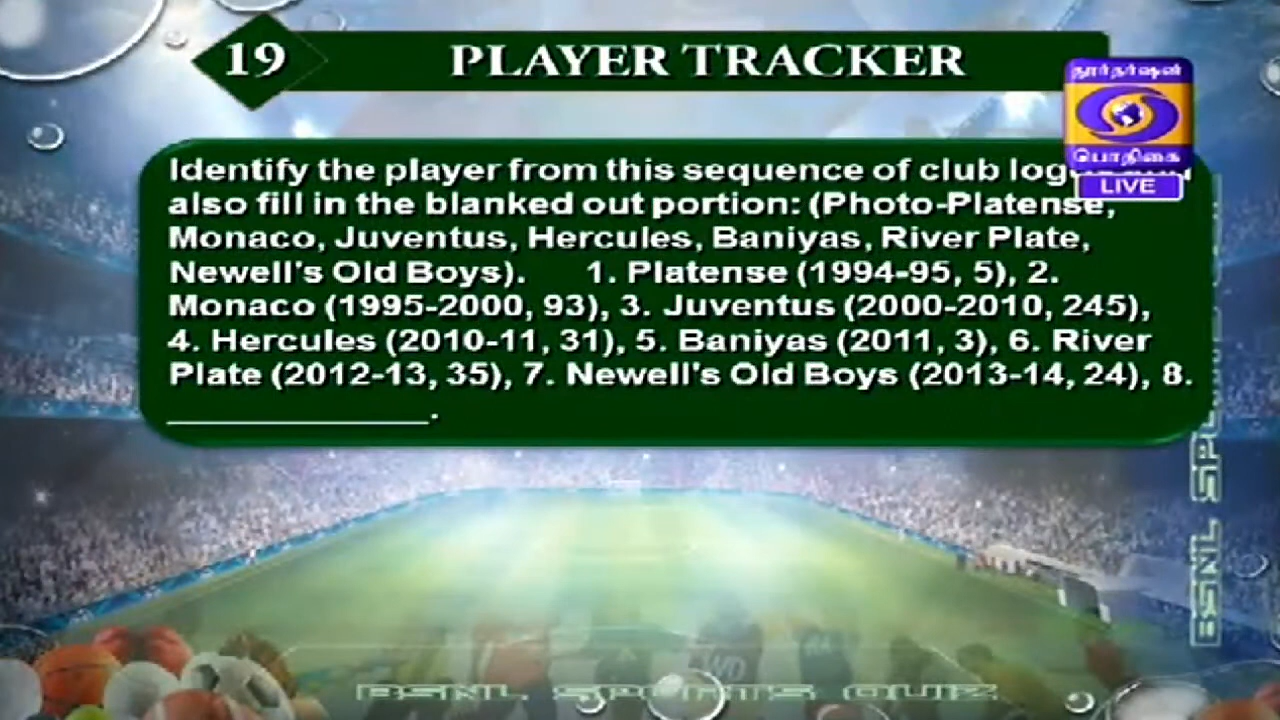 19 PLAYER TRACKER
தூர்தர்ஷன்
பொதிகை
LIVE
Identify the player from this sequence of club
also fill in the blanked out portion: (Photo-Platense,
Monaco, Juventus, Hercules, Baniyas, River Plate,
Newell's Old Boys). 1. Platense (1994-95, 5), 2.
Monaco (1995-2000, 93), 3. Juventus (2000-2010, 245),
4. Hercules (2010-11, 31), 5. Baniyas (2011, 3), 6. River
Plate (2012-13, 35), 7. Newell's Old Boys (2013-14, 24), 8.
_______________.
BSNL
BSNL SPORTS QUIZ